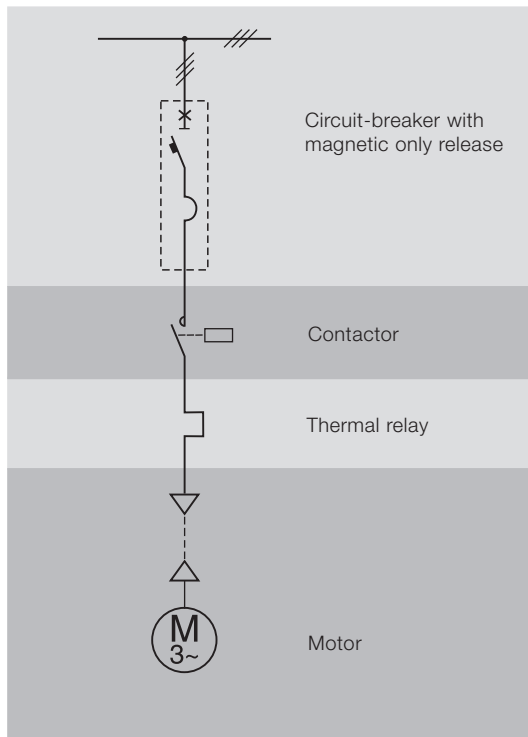 Circuit-breaker with
magnetic only release
Contactor
Thermal relay
M
3~
Motor